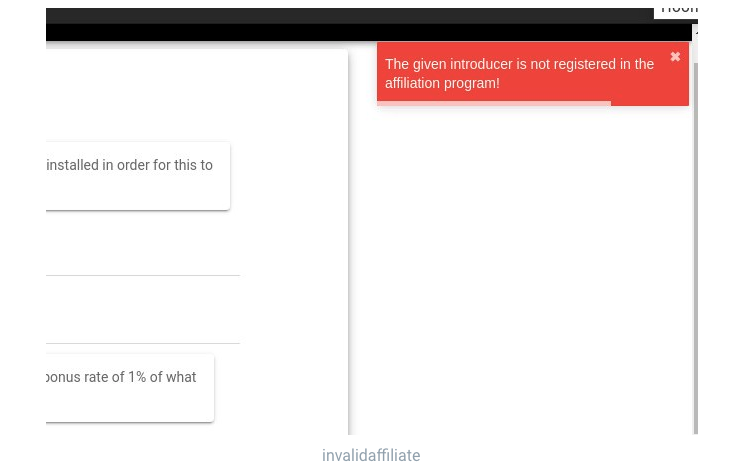 The given introducer is not registered in the
affiliation program!
installed in order for this to
bonus rate of 1% of what
invalidaffiliate